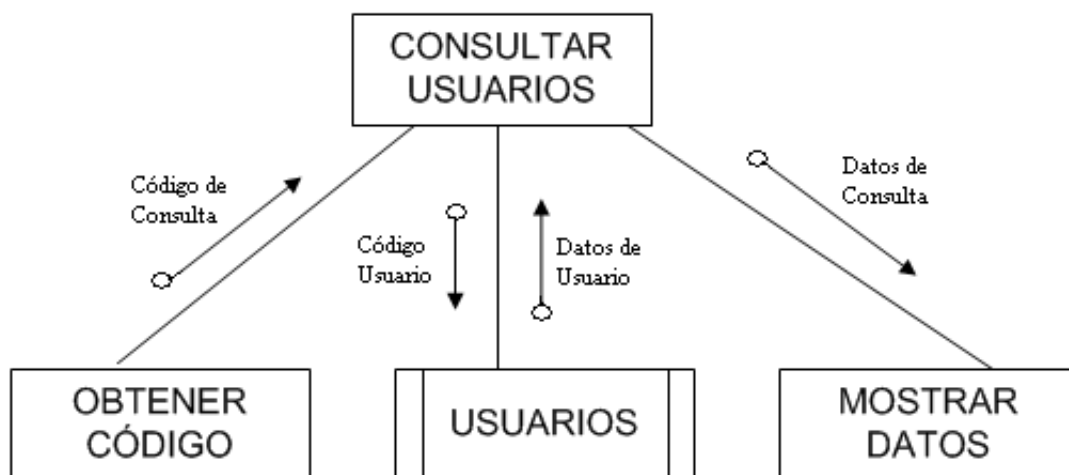 CONSULTAR
USUARIOS
Código de
Consulta
Código
Usuario
Datos de
Usuario
Datos de
Consulta
OBTENER
CÓDIGO
USUARIOS
MOSTRAR
DATOS